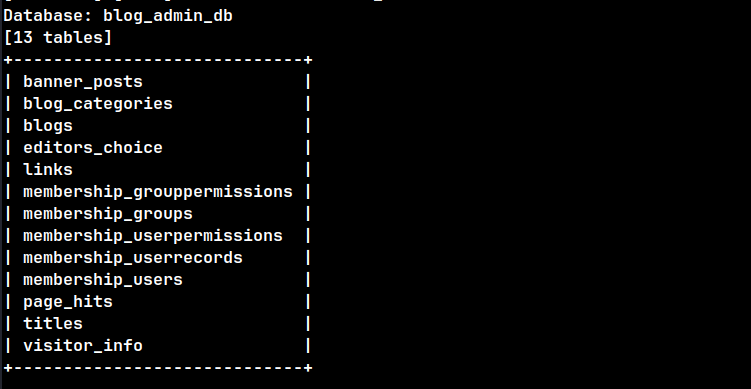 Database: blog_admin_db
[13 tables]
+-----------------------------+
| banner_posts                |
| blog_categories             |
| blogs                       |
| editors_choice              |
| links                       |
| membership_grouppermissions |
| membership_groups           |
| membership_userpermissions  |
| membership_userrecords      |
| membership_users            |
| page_hits                   |
| titles                      |
| visitor_info                |
+-----------------------------+